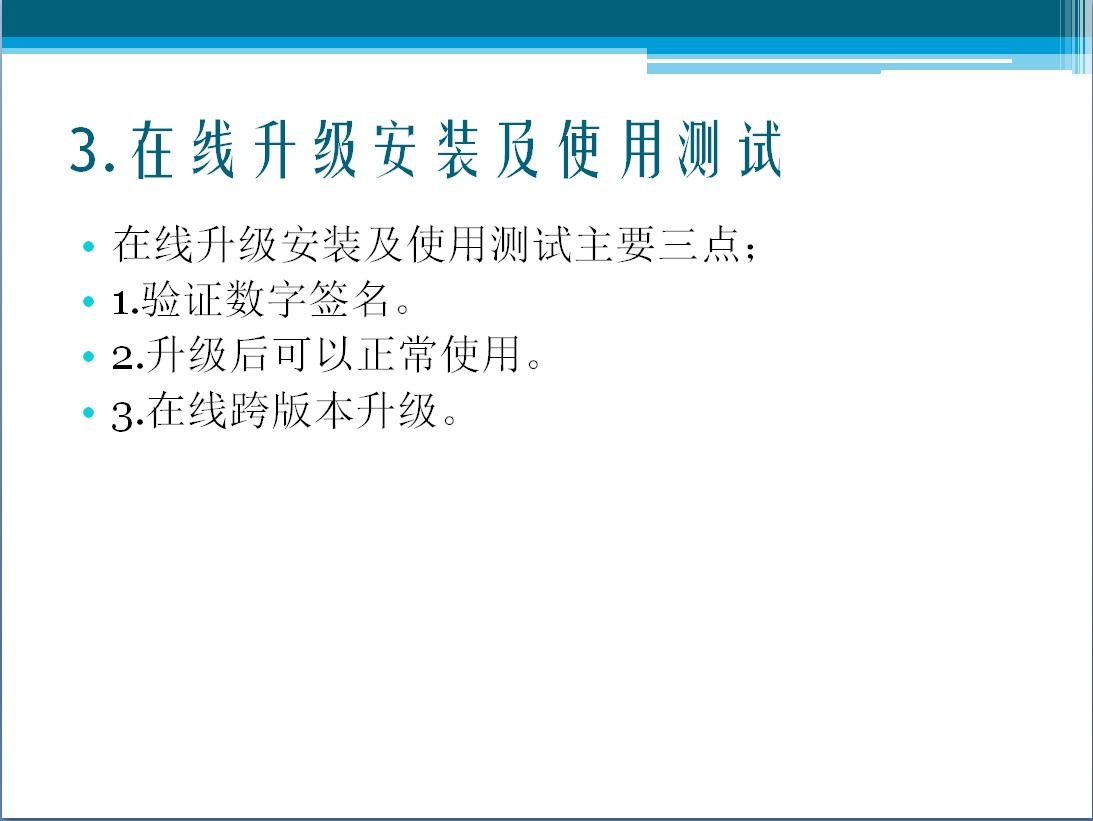 3.在线升级安装及使用测试
在线升级安装及使用测试主要三点；
1.验证数字签名。
2.升级后可以正常使用。
3.在线跨版本升级。